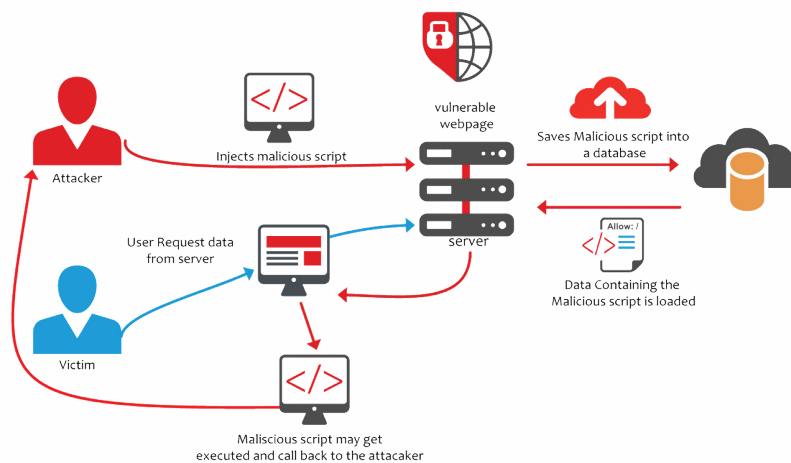 vulnerable
webpage
</>
Injects malicious script
Attacker
Saves Malicious script into
a database
server
User Request data
from server
Allow: /
</>
Data Containing the
Malicious script is loaded
Victim
</>
Maliscious script may get
executed and call back to the attacaker